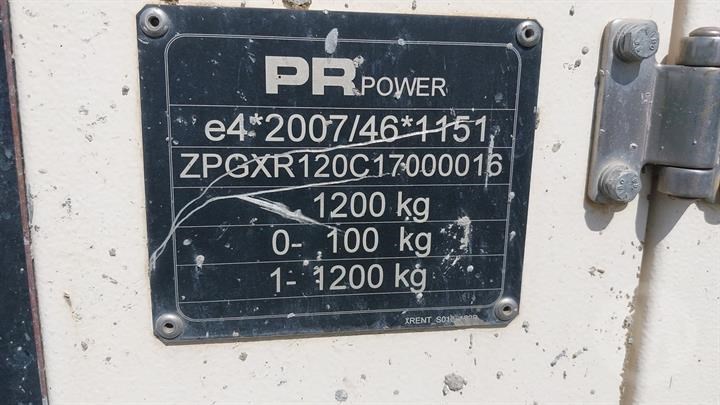 PR POWER
e4*2007/46*1151
ZPGXR120C17000016
1200 kg
0- 100 kg
1- 1200 kg